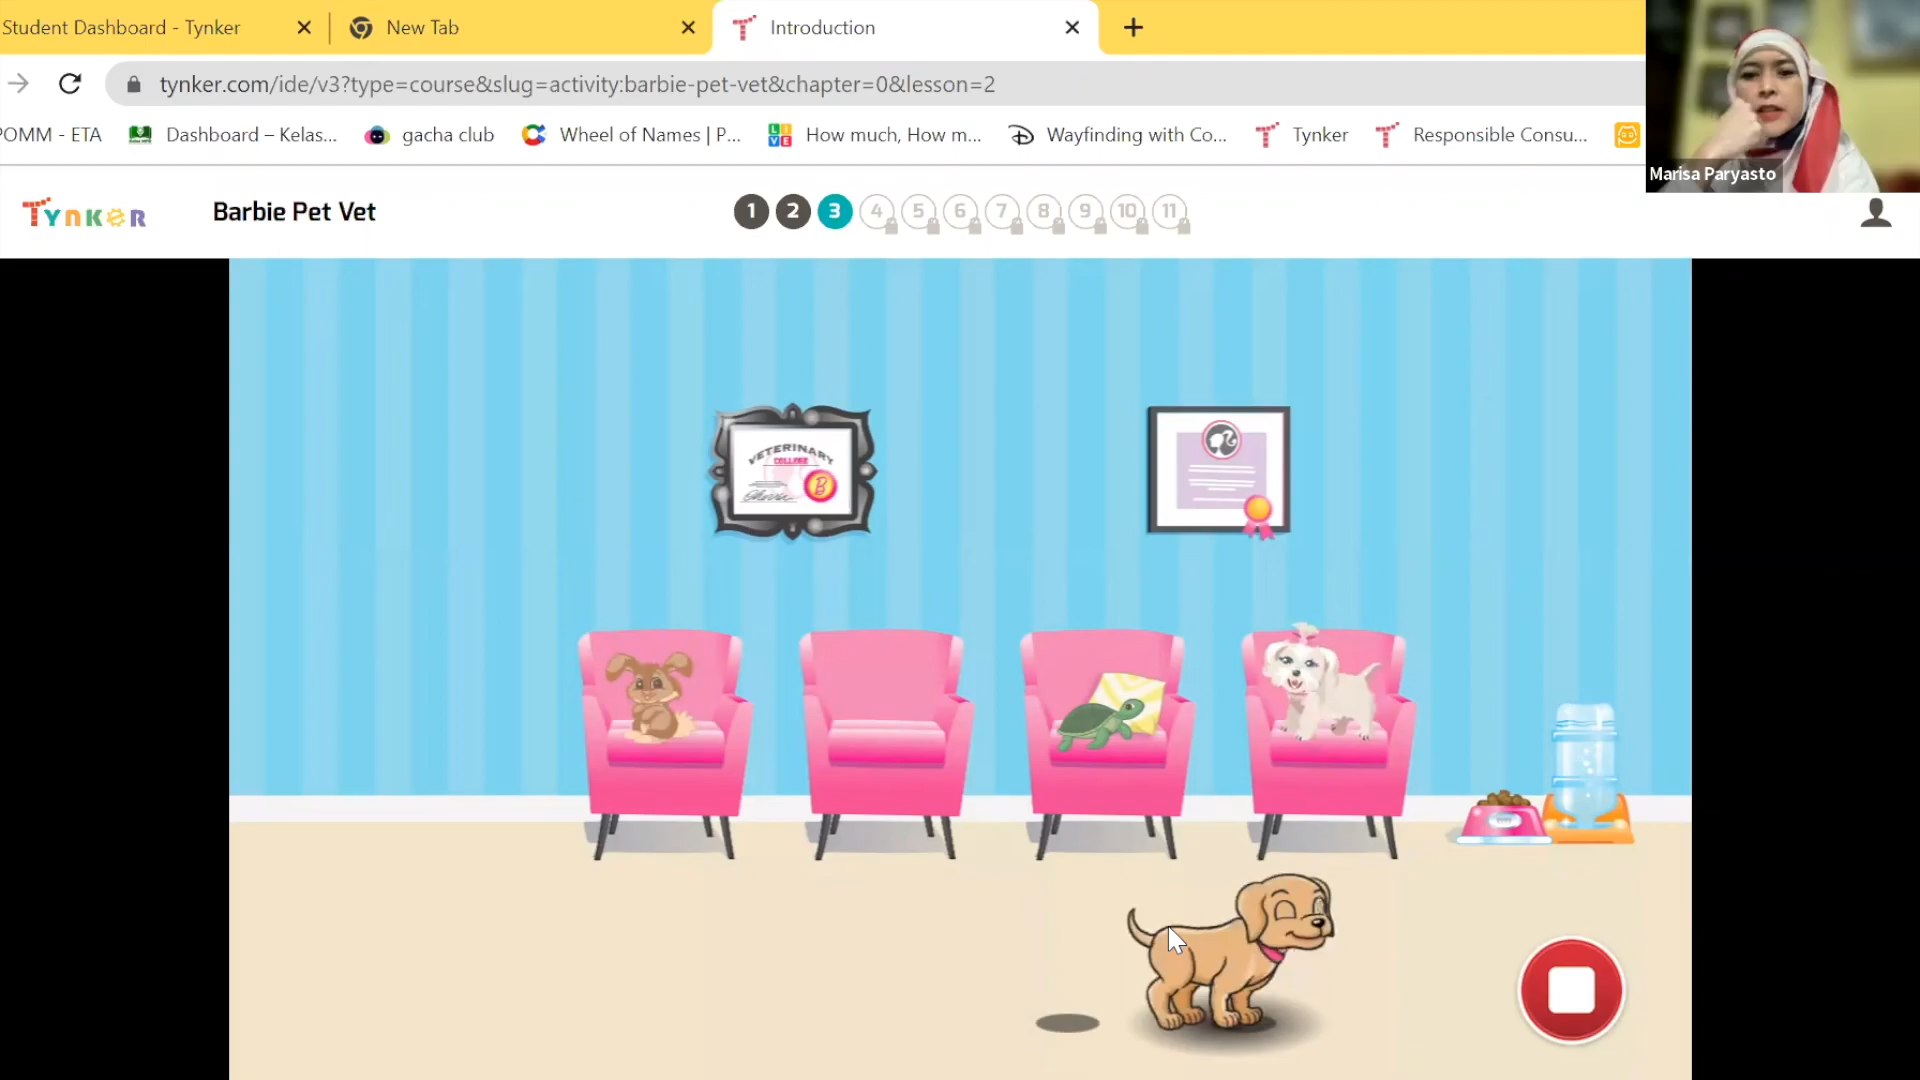 Student Dashboard - Tynker
New Tab
Introduction
tynker.com/ide/v3?type=course&slug=activity:barbie-pet-vet&chapter=0&lesson=2
POMM - ETA
Dashboard – Kelas...
gacha club
Wheel of Names | P...
LIVE
How much, How m...
Wayfinding with Co...
Tynker
Responsible Consu...
Marisa Paryasto
TYNKER
Barbie Pet Vet
1 2 3 4 5 6 7 8 9 10 11
VETERINARY
COLLEGE
B